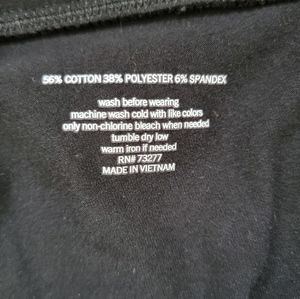 56% COTTON 38% POLYESTER 6% SPANDEX
wash before wearing
machine wash cold with like colors
only non-chlorine bleach when needed
tumble dry low
warm iron if needed
RN# 73277
MADE IN VIETNAM